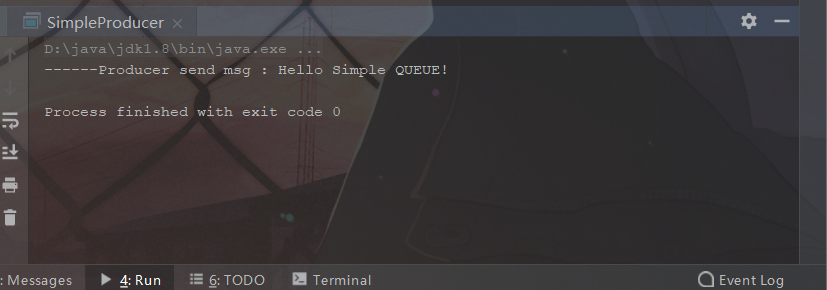 SimpleProducer
D:\java\jdk1.8\bin\java.exe ...
------Producer send msg : Hello Simple QUEUE!
Process finished with exit code 0
: Messages 4: Run 6: TODO Terminal Event Log